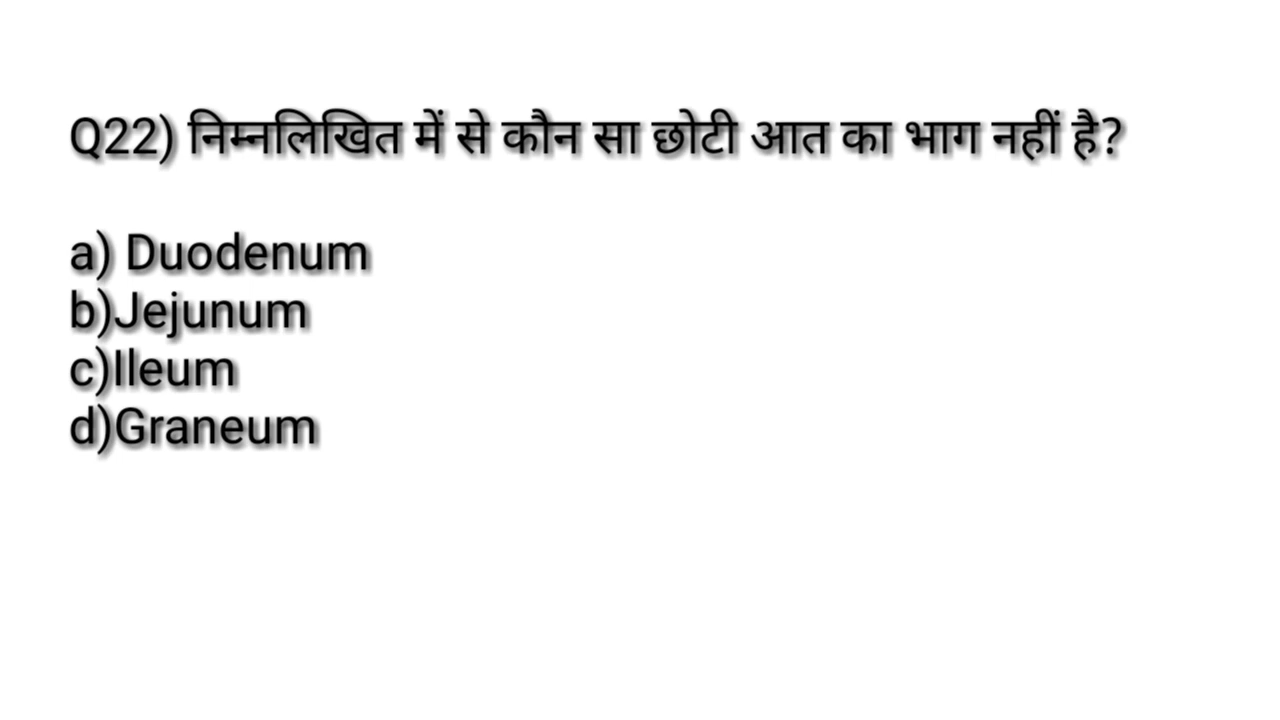 Q22) निम्नलिखित में से कौन सा छोटी आत का भाग नहीं है?
a) Duodenum
b)Jejunum
c)Ileum
d)Graneum